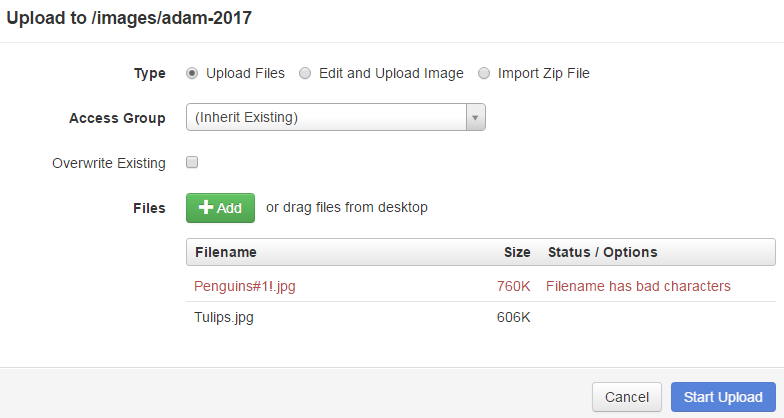 Upload to /images/adam-2017
Type Upload Files Edit and Upload Image Import Zip File
Access Group (Inherit Existing)
Overwrite Existing
Files Add or drag files from desktop
Filename Size Status / Options
Penguins#1!.jpg 760K Filename has bad characters
Tulips.jpg 606K
Cancel Start Upload